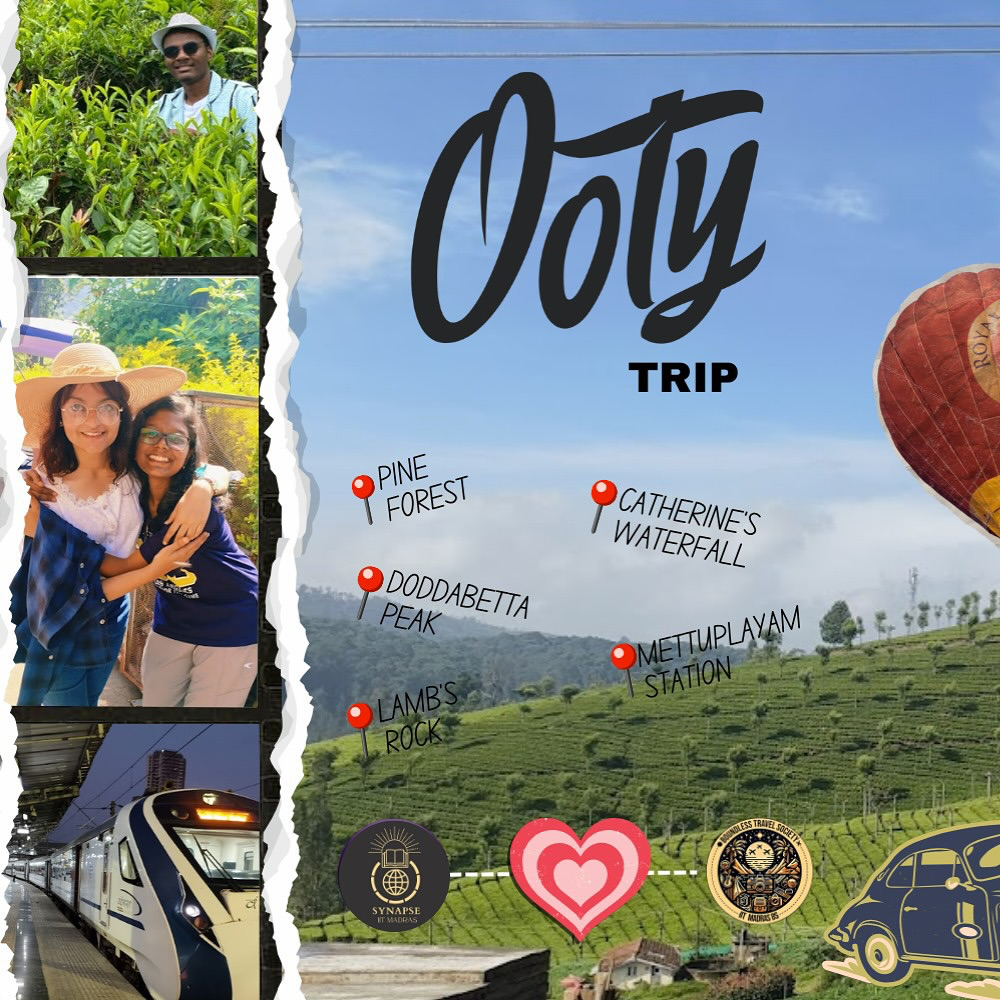 Ooty
TRIP
PINE
FOREST
CATHERINE'S
WATERFALL
DODDABETTA
PEAK
METTUPLAYAM
STATION
LAMB'S
ROCK
ROYAL
SYNAPSE
IIT MADRAS
BOUNDLESS TRAVEL SOCIETY
IIT MADRAS BS